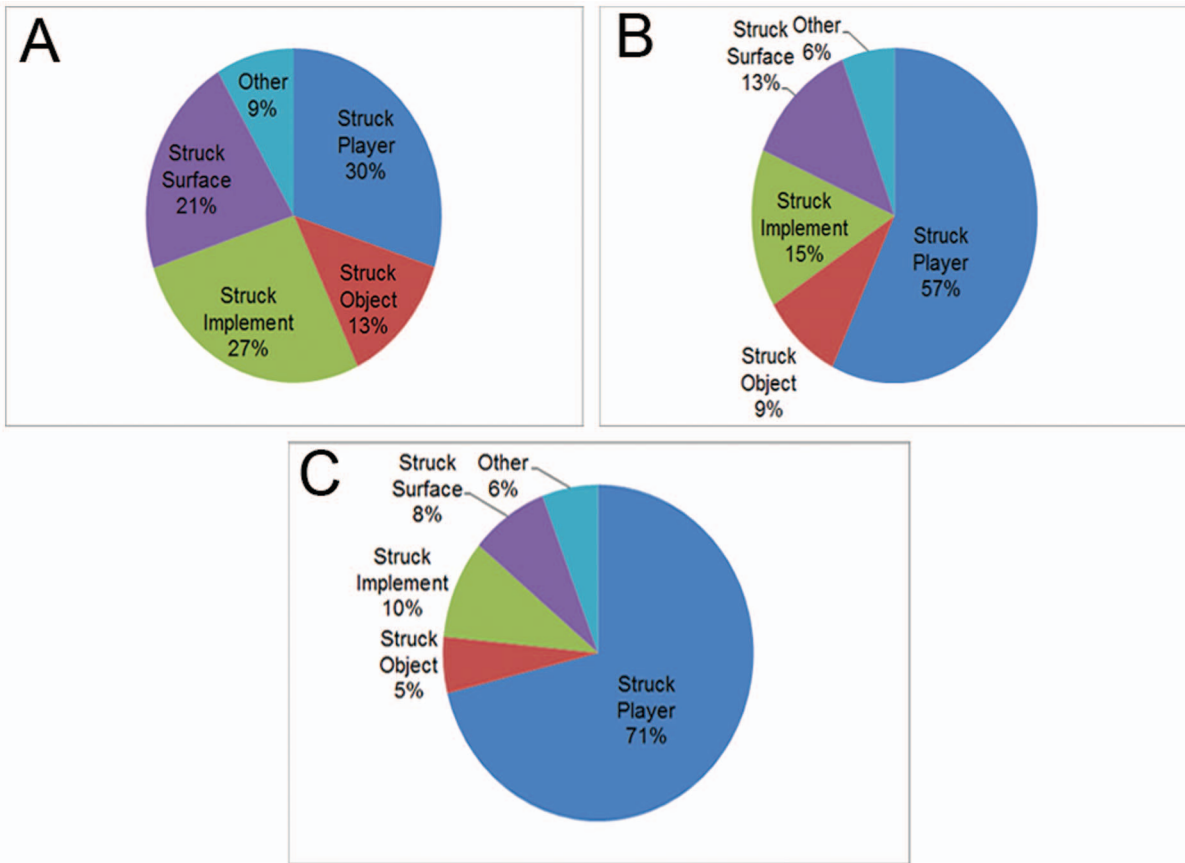 A
Other
9%
Struck
Player
30%
Struck
Surface
21%
Struck
Object
13%
Struck
Implement
27%
B
Struck
Surface
13%
Other
6%
Struck
Implement
15%
Struck
Player
57%
Struck
Object
9%
C
Struck
Surface
8%
Other
6%
Struck
Implement
10%
Struck
Object
5%
Struck
Player
71%